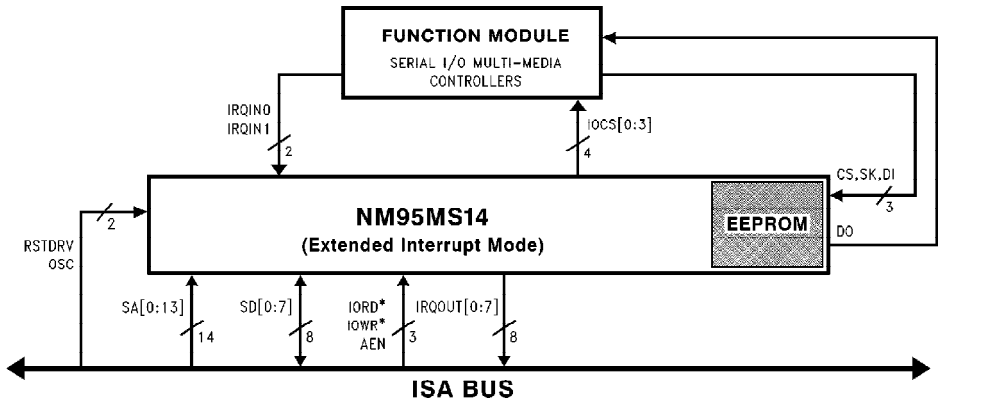 FUNCTION MODULE
SERIAL I/O MULTI-MEDIA
CONTROLLERS
IRQIN0
IRQIN1
2
IOCS[0:3]
4
CS,SK,DI
3
NM95MS14
(Extended Interrupt Mode)
EEPROM
DO
2
RSTDRV
OSC
SA[0:13]
14
SD[0:7]
8
IORD*
IOWR*
AEN
3
IRQOUT[0:7]
8
ISA BUS